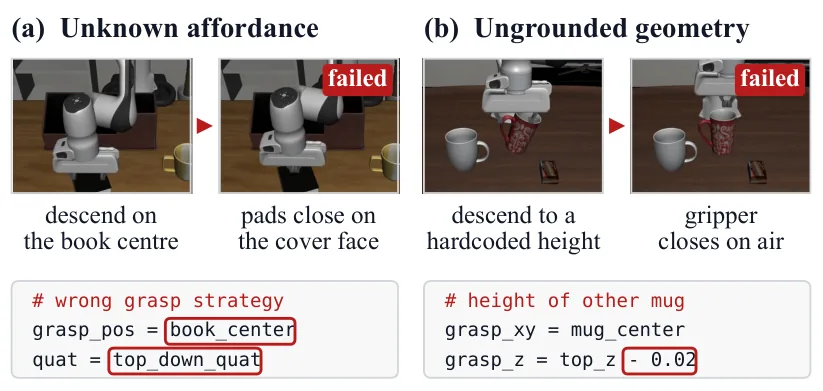 (a) Unknown affordance
failed
descend on
the book centre
pads close on
the cover face
# wrong grasp strategy
grasp_pos = book_center
quat = top_down_quat
(b) Ungrounded geometry
failed
descend to a
hardcoded height
gripper
closes on air
# height of other mug
grasp_xy = mug_center
grasp_z = top_z - 0.02